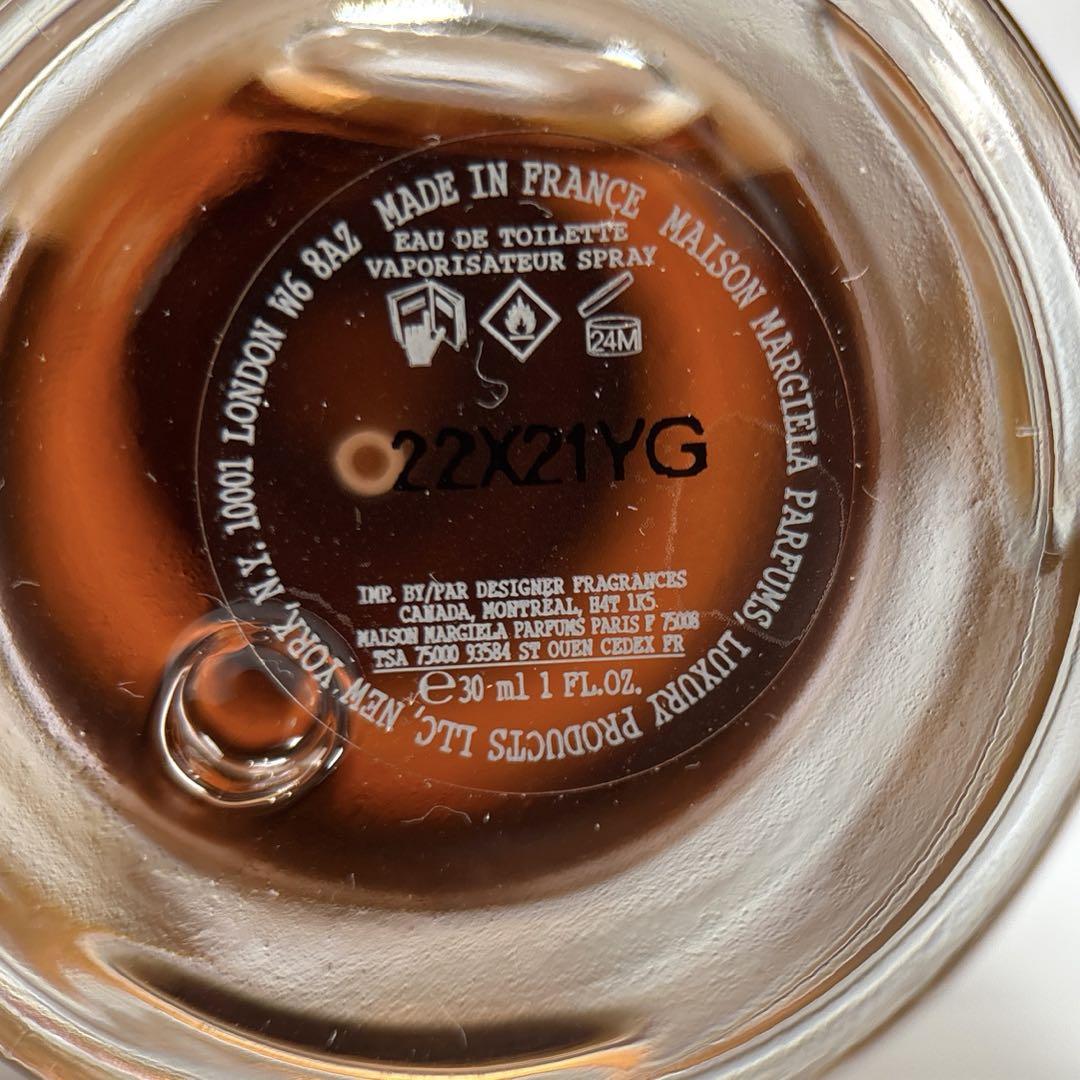 MADE IN FRANCE MAISON MARGIELA PARFUMS, LUXURY PRODUCTS LLC, NEW YORK, N.Y. 10001 LONDON W6 8AZ
EAU DE TOILETTE
VAPORISATEUR SPRAY
24M
22X21YG
IMP. BY/PAR DESIGNER FRAGRANCES
CANADA, MONTRÉAL, H4T 1K5
MAISON MARGIELA PARFUMS PARIS F 75008
TSA 75000 93584 ST OUEN CEDEX FR
e 30 ml 1 FL.OZ.